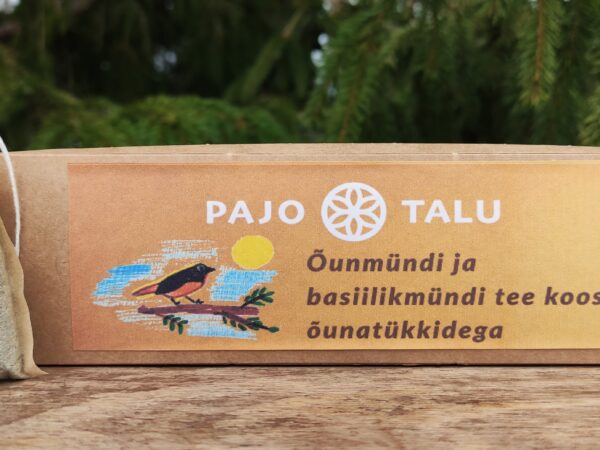 PAJO TALU
Õunmündi ja
basiilikmündi tee koos
õunatükkidega